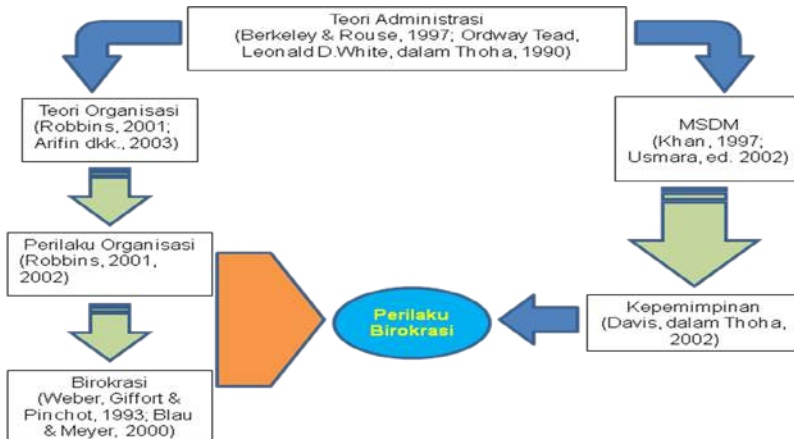 Teori Administrasi
(Berkeley & Rouse, 1997; Ordway Tead,
Leonald D.White, dalam Thoha, 1990)
Teori Organisasi
(Robbins, 2001;
Arifin dkk., 2003)
MSDM
(Khan, 1997;
Usmara, ed. 2002)
Perilaku Organisasi
(Robbins, 2001,
2002)
Perilaku
Birokrasi
Kepemimpinan
(Davis, dalam Thoha,
2002)
Birokrasi
(Weber, Giffort &
Pinchot, 1993; Blau
& Meyer, 2000)